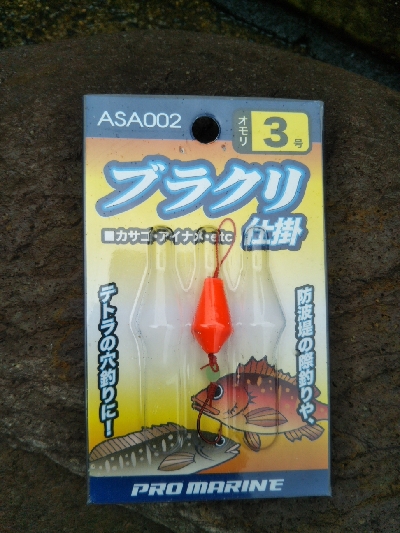 ASA002
オモリ 3号
ブラクリ
仕掛
■カサゴ・アイナメ・etc
防波堤の際釣りや、
テトラの穴釣りに!
PRO MARINE